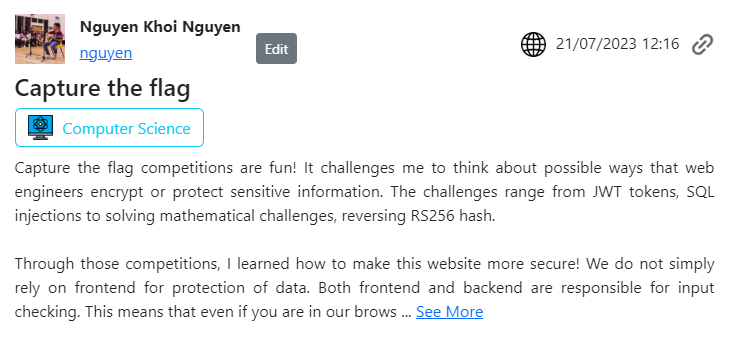 Nguyen Khoi Nguyen
nguyen
Edit
21/07/2023 12:16
Capture the flag
Computer Science
Capture the flag competitions are fun! It challenges me to think about possible ways that web
engineers encrypt or protect sensitive information. The challenges range from JWT tokens, SQL
injections to solving mathematical challenges, reversing RS256 hash.
Through those competitions, I learned how to make this website more secure! We do not simply
rely on frontend for protection of data. Both frontend and backend are responsible for input
checking. This means that even if you are in our brows ... See More